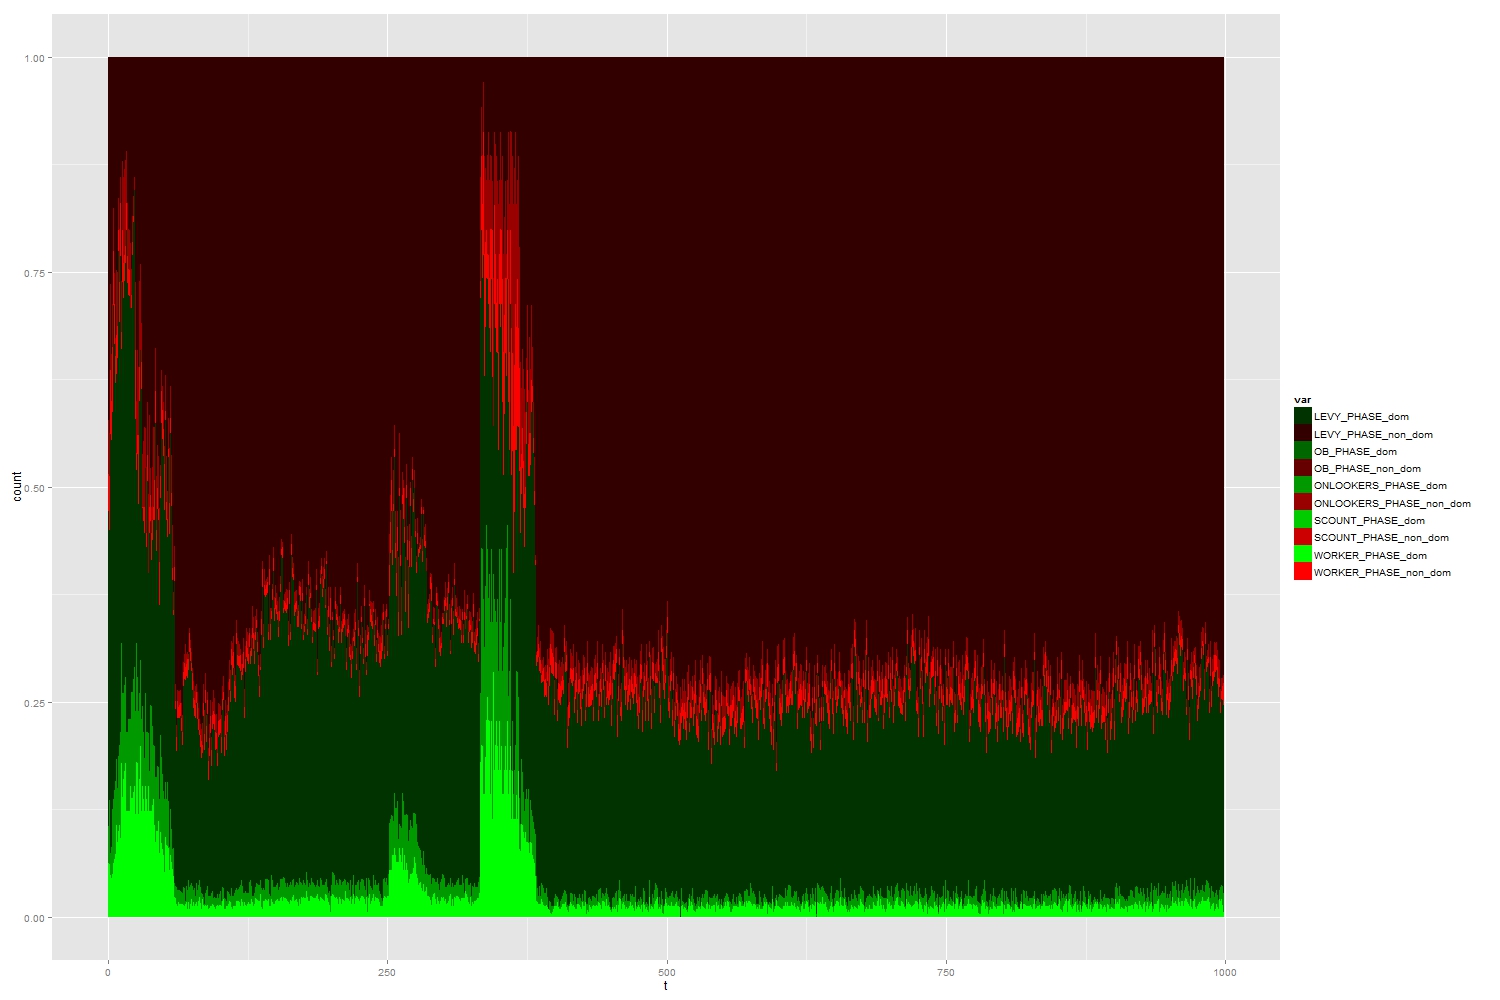 1.00
0.75
0.50
0.25
0.00
count
0
250
500
750
1000
t
var
LEVY_PHASE_dom
LEVY_PHASE_non_dom
OB_PHASE_dom
OB_PHASE_non_dom
ONLOOKERS_PHASE_dom
ONLOOKERS_PHASE_non_dom
SCOUNT_PHASE_dom
SCOUNT_PHASE_non_dom
WORKER_PHASE_dom
WORKER_PHASE_non_dom